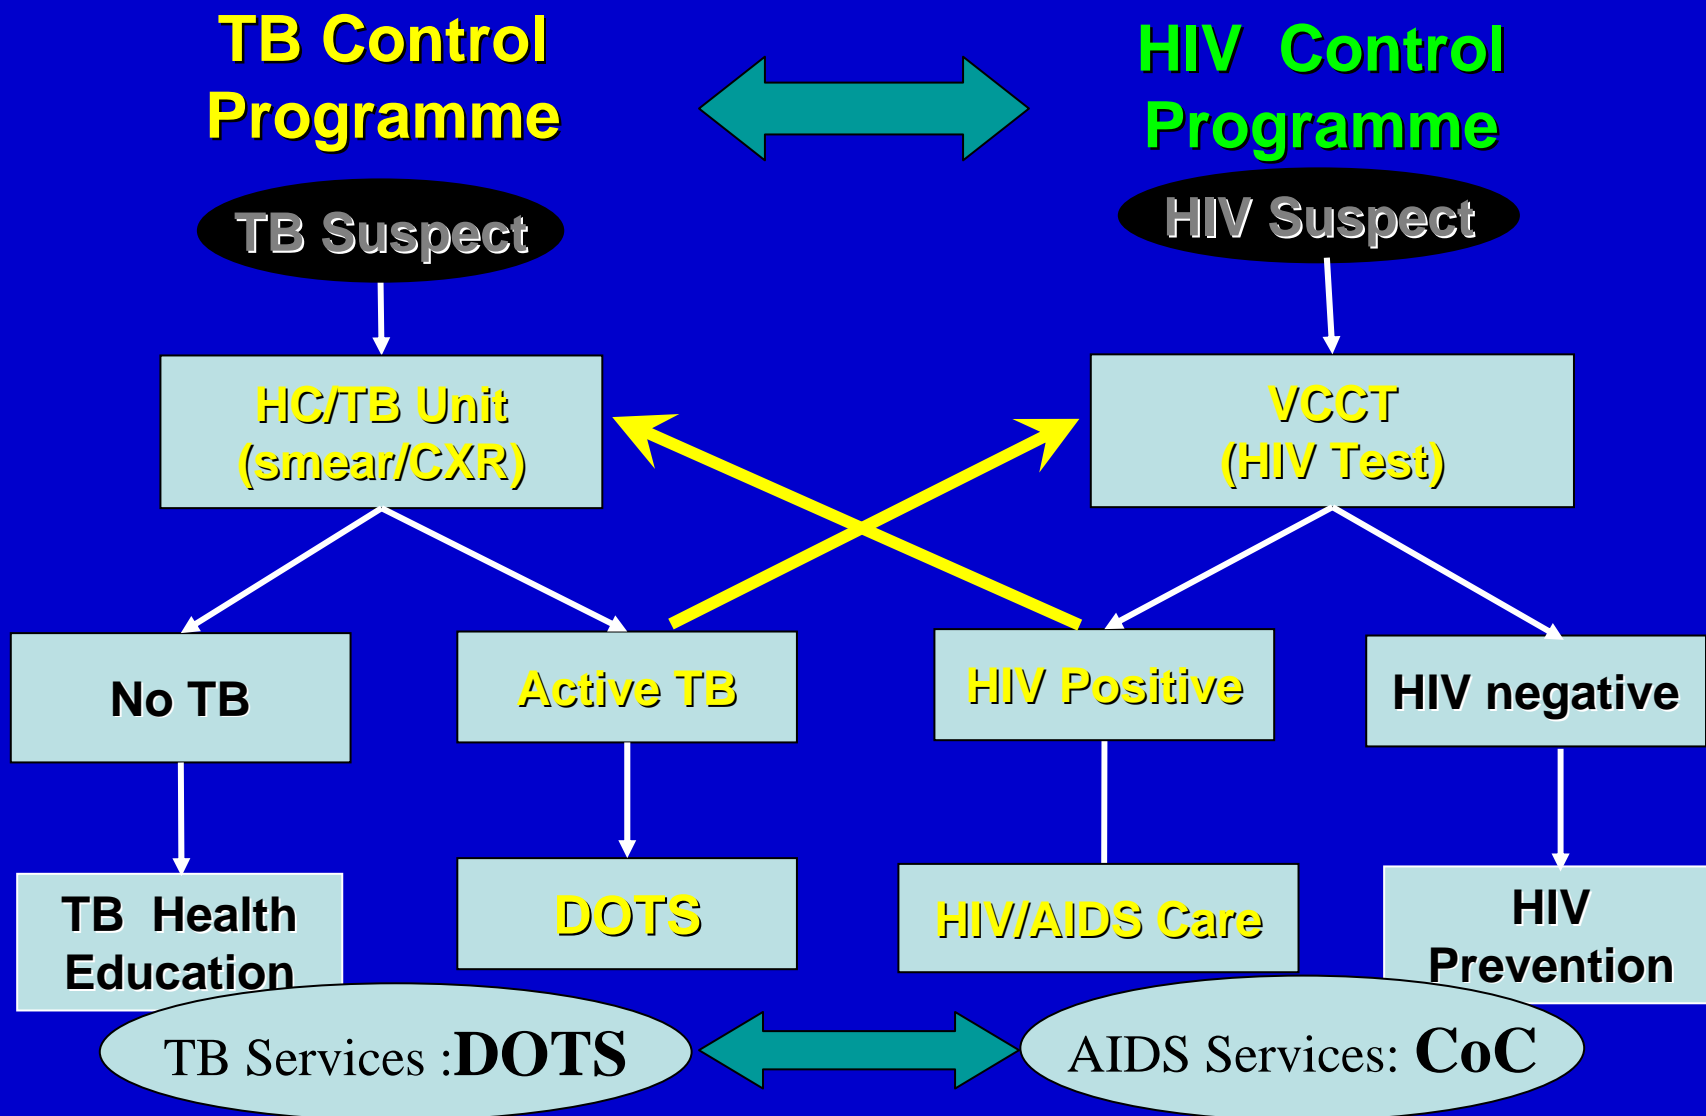 TB Control
Programme
HIV Control
Programme
TB Suspect
HIV Suspect
HC/TB Unit
(smear/CXR)
VCCT
(HIV Test)
No TB
Active TB
HIV Positive
HIV negative
TB Health
Education
DOTS
HIV/AIDS Care
HIV
Prevention
TB Services :DOTS
AIDS Services: CoC